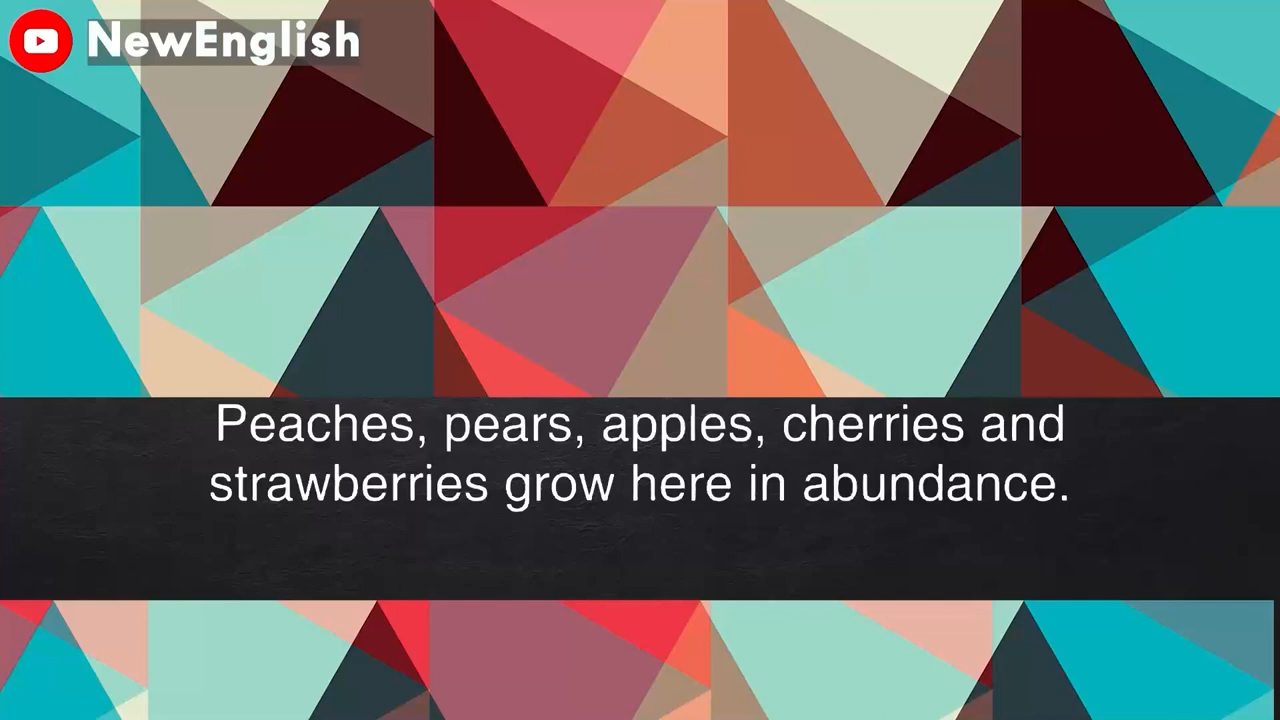 NewEnglish
Peaches, pears, apples, cherries and
strawberries grow here in abundance.